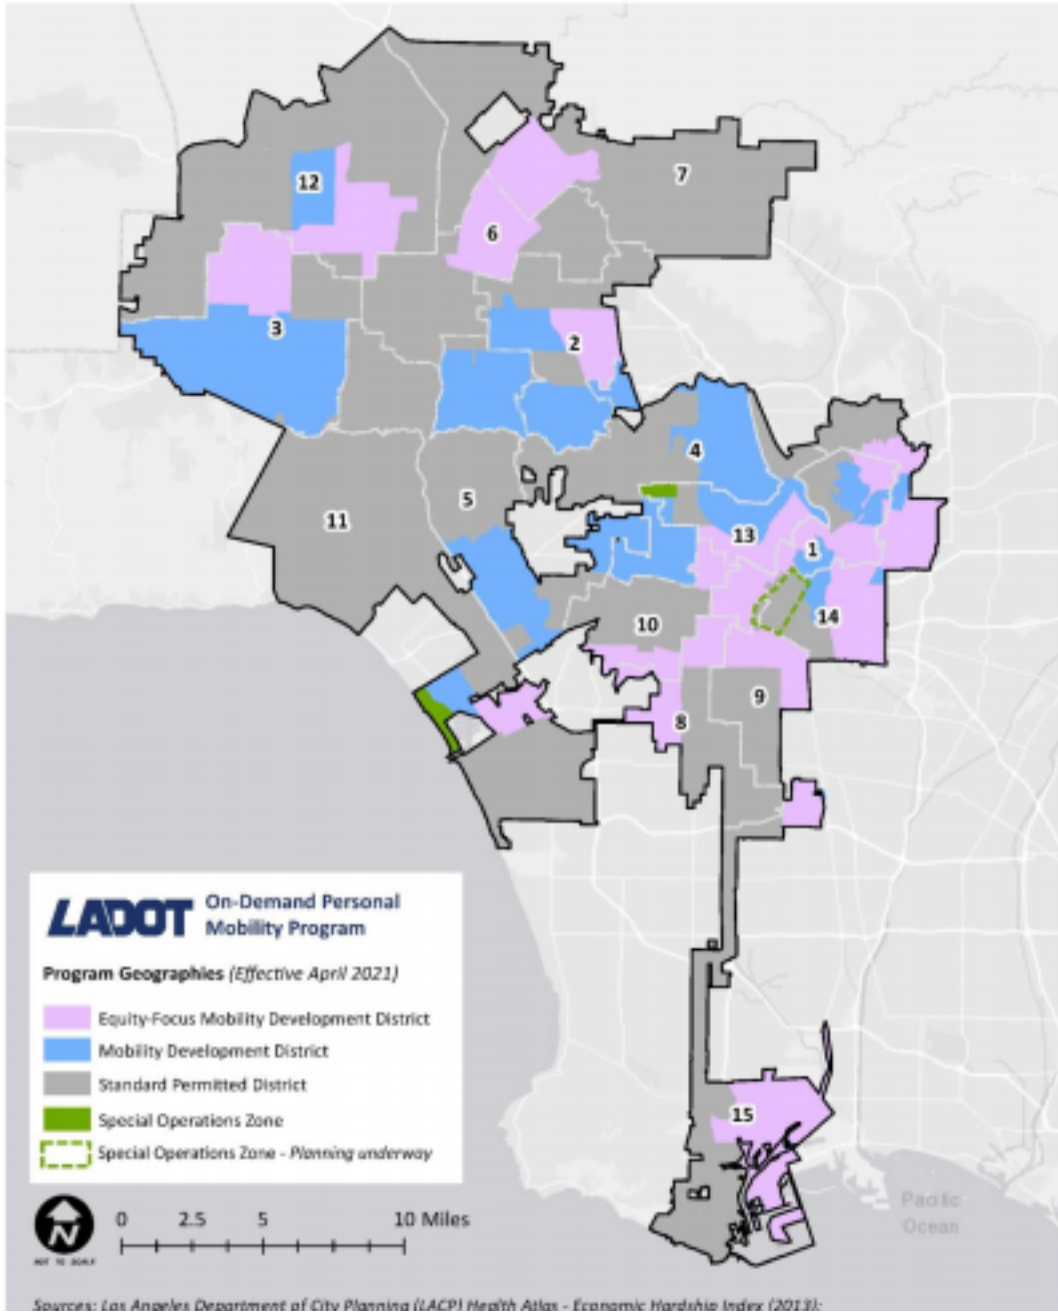 7
12
6
3
2
4
5
11
13
1
10
14
9
8
LADOT On-Demand Personal
Mobility Program
Program Geographies (Effective April 2021)
Equity-Focus Mobility Development District
Mobility Development District
Standard Permitted District
Special Operations Zone
Special Operations Zone - Planning underway
15
Pacific
Ocean
N
NOT TO SCALE
0 2.5 5 10 Miles
Sources: Los Angeles Department of City Planning (LACP) Health Atlas - Economic Hardship Index (2013);